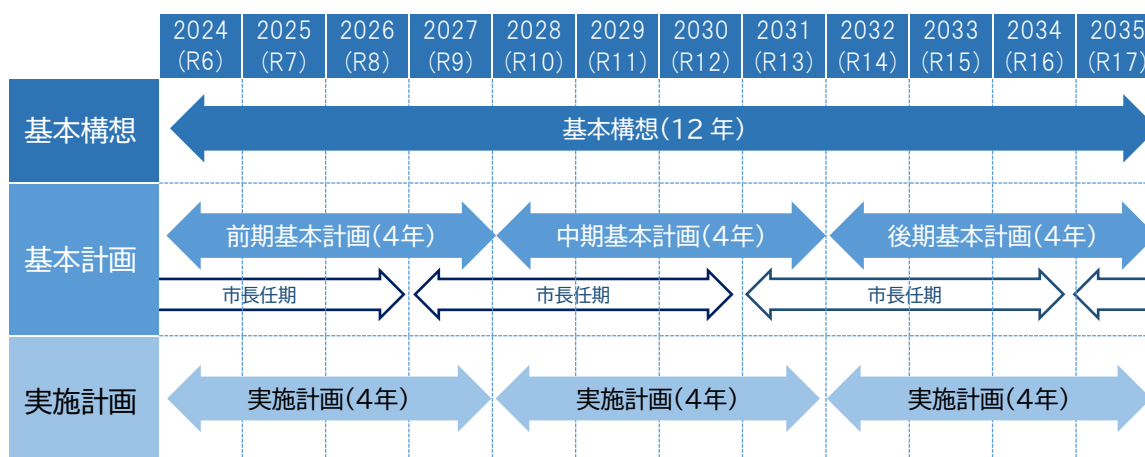 2024 2025 2026 2027 2028 2029 2030 2031 2032 2033 2034 2035
(R6) (R7) (R8) (R9) (R10) (R11) (R12) (R13) (R14) (R15) (R16) (R17)
基本構想 基本構想(12 年)
基本計画 前期基本計画(4年) 中期基本計画(4年) 後期基本計画(4年)
市長任期 市長任期 市長任期
実施計画 実施計画(4年) 実施計画(4年) 実施計画(4年)